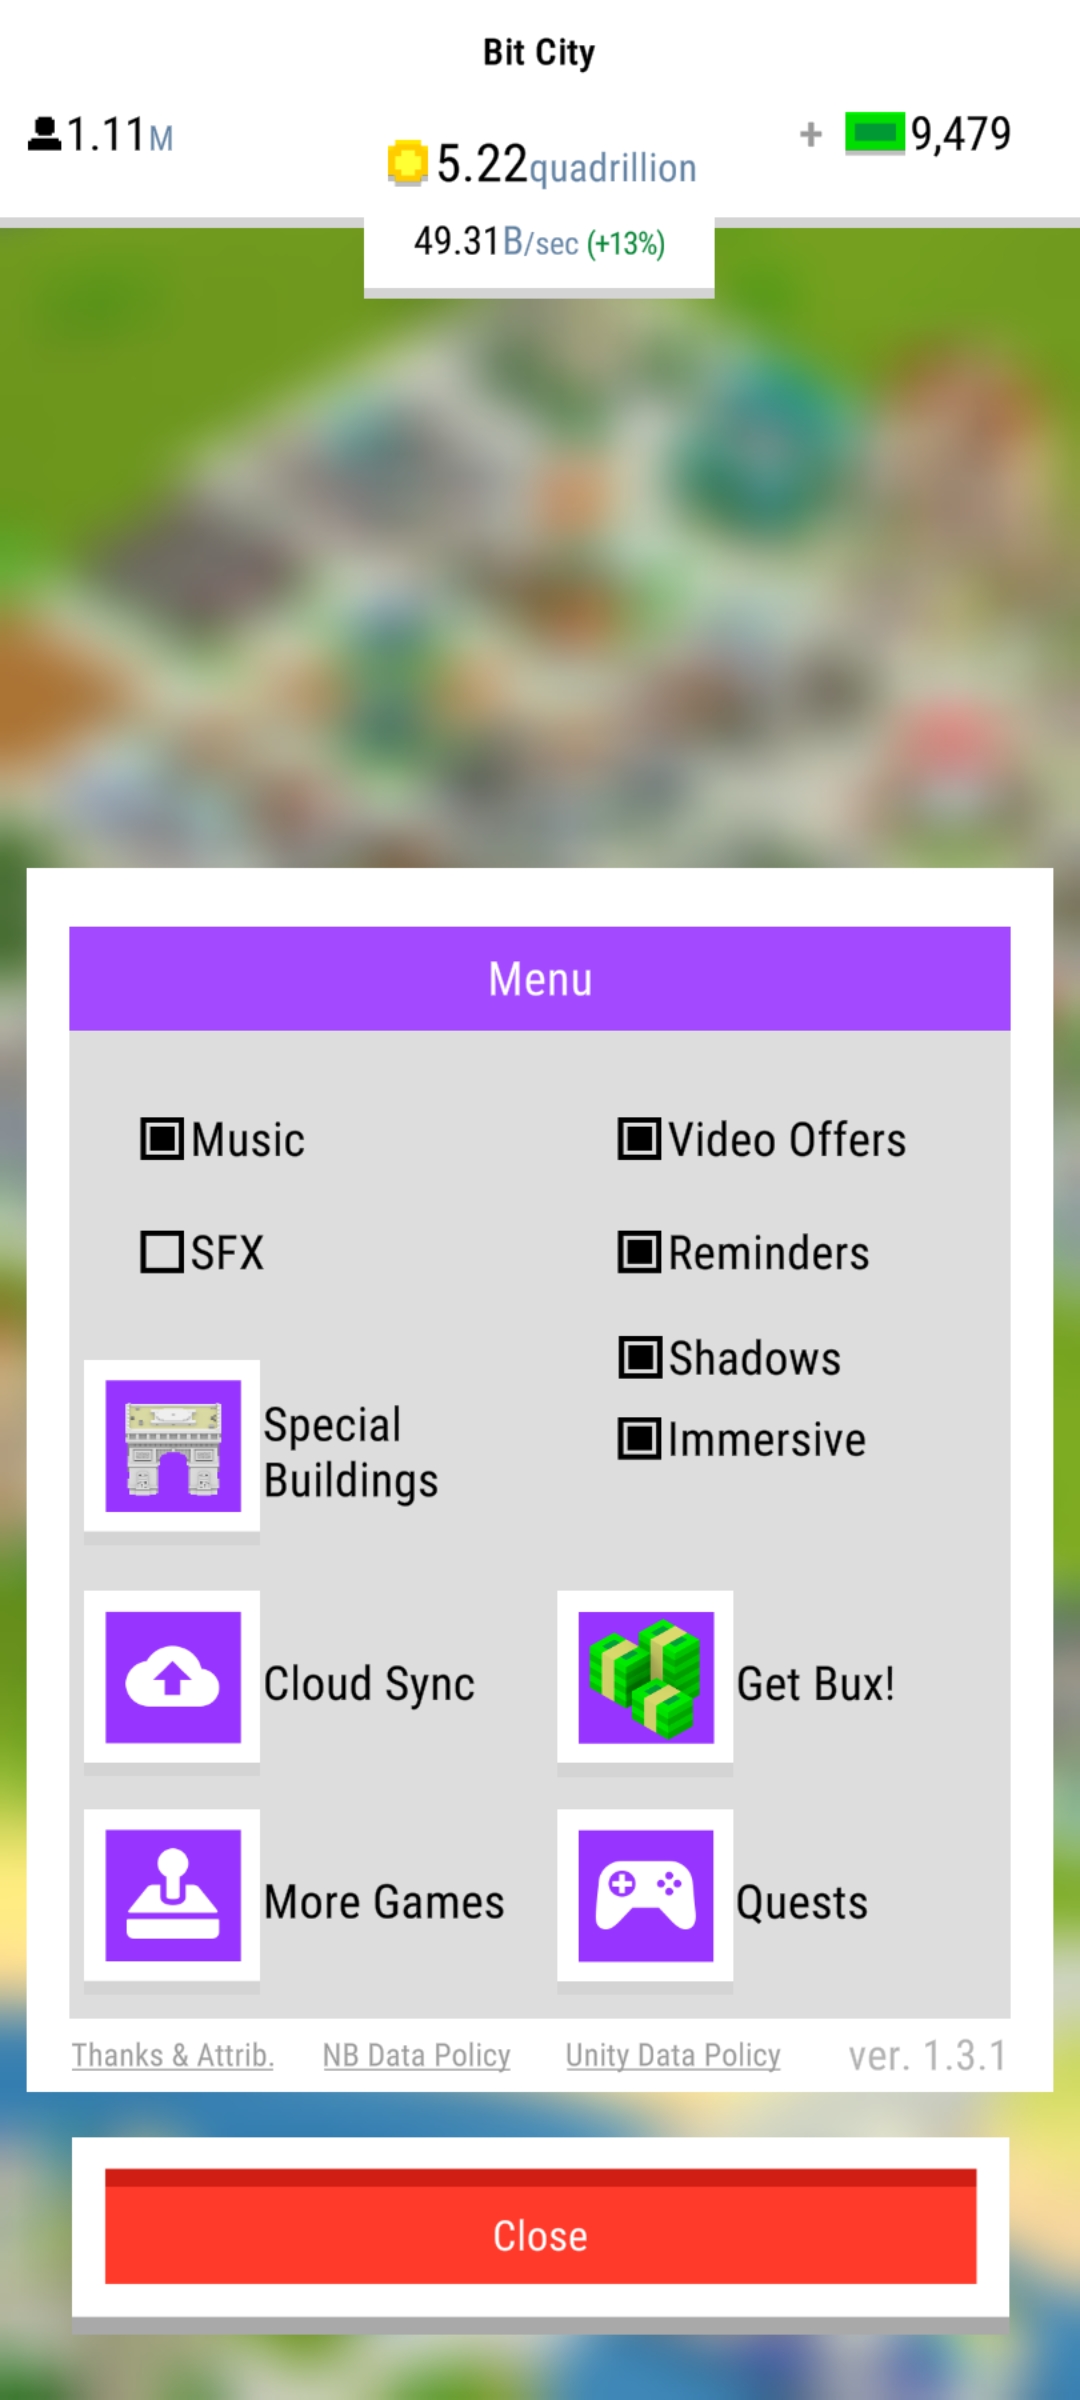 Bit City
1.11M
5.22quadrillion
+ 9,479
49.31B/sec (+13%)
Menu
Music
Video Offers
SFX
Reminders
Shadows
Immersive
Special
Buildings
Cloud Sync
Get Bux!
More Games
Quests
Thanks & Attrib.
NB Data Policy
Unity Data Policy
ver. 1.3.1
Close